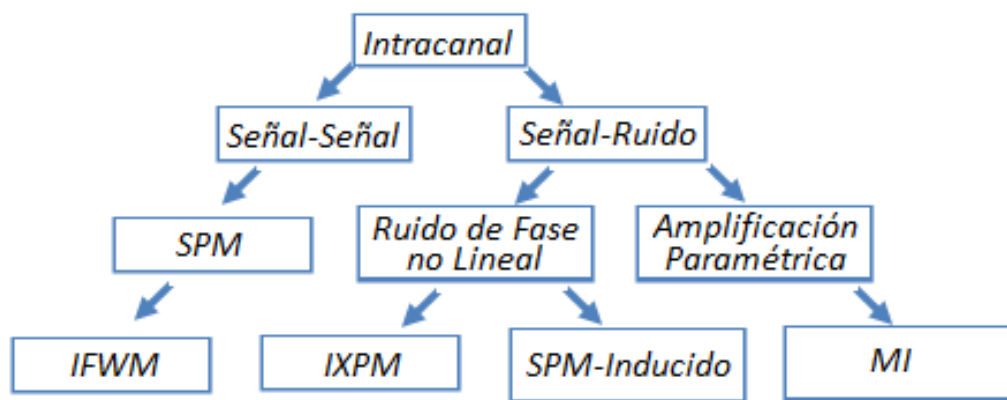 Intracanal
Señal-Señal
Señal-Ruido
SPM
Ruido de Fase
no Lineal
Amplificación
Paramétrica
IFWM
IXPM
SPM-Inducido
MI